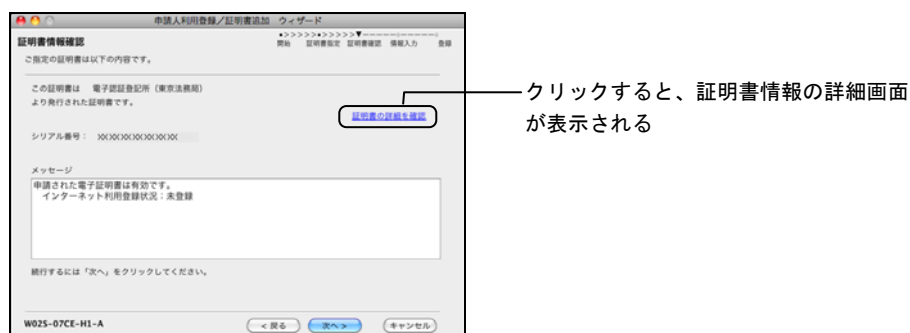 申請人利用登録／証明書追加 ウィザード
証明書情報確認
●>>>>>●>>>>>▼------○------○
開始 証明書指定 証明書確認 情報入力 登録
ご指定の証明書は以下の内容です。
この証明書は 電子認証登記所（東京法務局）
より発行された証明書です。
証明書の詳細を確認
クリックすると、証明書情報の詳細画面
が表示される
シリアル番号：
メッセージ
申請された電子証明書は有効です。
インターネット利用登録状況：未登録
続行するには「次へ」をクリックしてください。
W02S-07CE-H1-A
< 戻る
次へ >
キャンセル